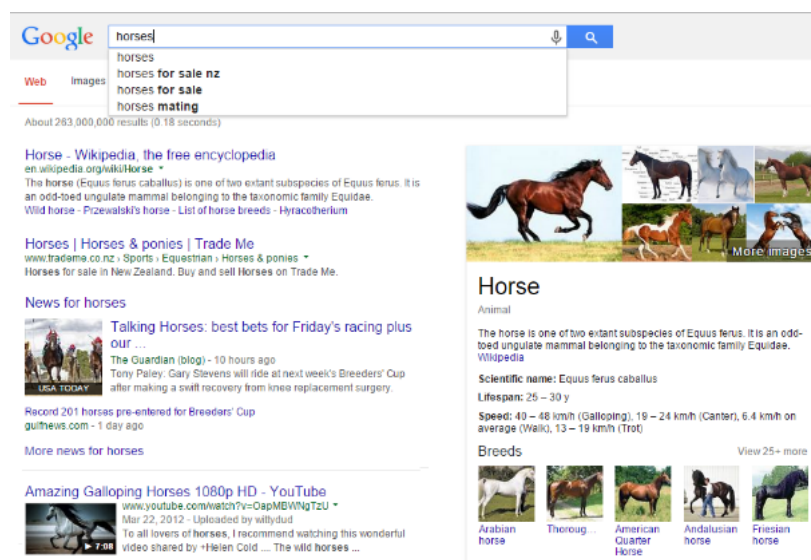 Google
horses
horses
horses for sale nz
horses for sale
horses mating
Web Images
About 263,000,000 results (0.18 seconds)
Horse - Wikipedia, the free encyclopedia
en.wikipedia.org/wiki/Horse
The horse (Equus ferus caballus) is one of two extant subspecies of Equus ferus. It is
an odd-toed ungulate mammal belonging to the taxonomic family Equidae.
Wild horse - Przewalski's horse - List of horse breeds - Hyracotherium
Horses | Horses & ponies | Trade Me
www.trademe.co.nz › Sports › Equestrian › Horses & ponies
Horses for sale in New Zealand. Buy and sell Horses on Trade Me.
News for horses
Talking Horses: best bets for Friday's racing plus
our ...
The Guardian (blog) - 10 hours ago
Tony Paley: Gary Stevens will ride at next week's Breeders' Cup
after making a swift recovery from knee replacement surgery.
USA TODAY
Record 201 horses pre-entered for Breeders' Cup
gulfnews.com - 1 day ago
More news for horses
Amazing Galloping Horses 1080p HD - YouTube
www.youtube.com/watch?v=OapMBWNgTzU
Mar 22, 2012 - Uploaded by willydud
To all lovers of horses, I recommend watching this wonderful
video shared by +Helen Cold ... The wild horses ...
7:08
More images
Horse
Animal
The horse is one of two extant subspecies of Equus ferus. It is an odd-
toed ungulate mammal belonging to the taxonomic family Equidae.
Wikipedia
Scientific name: Equus ferus caballus
Lifespan: 25 – 30 y
Speed: 40 – 48 km/h (Galloping), 19 – 24 km/h (Canter), 6.4 km/h on
average (Walk), 13 – 19 km/h (Trot)
Breeds View 25+ more
Arabian
horse
Thoroug...
American
Quarter
Horse
Andalusian
horse
Friesian
horse